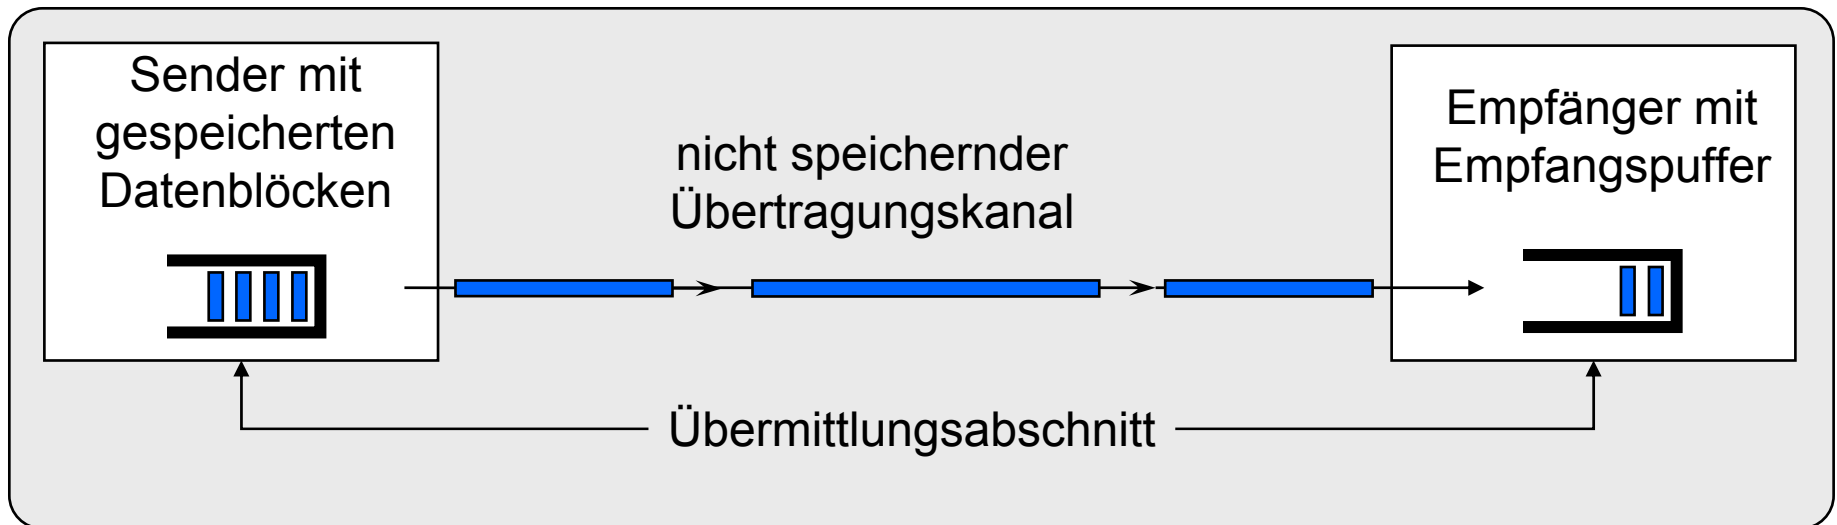 Sender mit
gespeicherten
Datenblöcken
nicht speichernder
Übertragungskanal
Empfänger mit
Empfangspuffer
Übermittlungsabschnitt